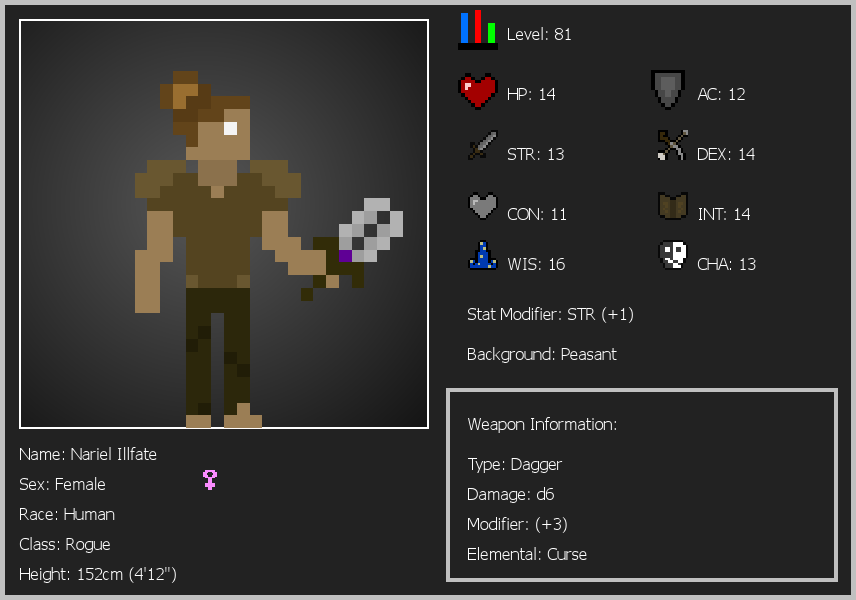 Level: 81
HP: 14
AC: 12
STR: 13
DEX: 14
CON: 11
INT: 14
WIS: 16
CHA: 13
Stat Modifier: STR (+1)
Background: Peasant
Weapon Information:
Type: Dagger
Damage: d6
Modifier: (+3)
Elemental: Curse
Name: Nariel Illfate
Sex: Female
Race: Human
Class: Rogue
Height: 152cm (4'12")